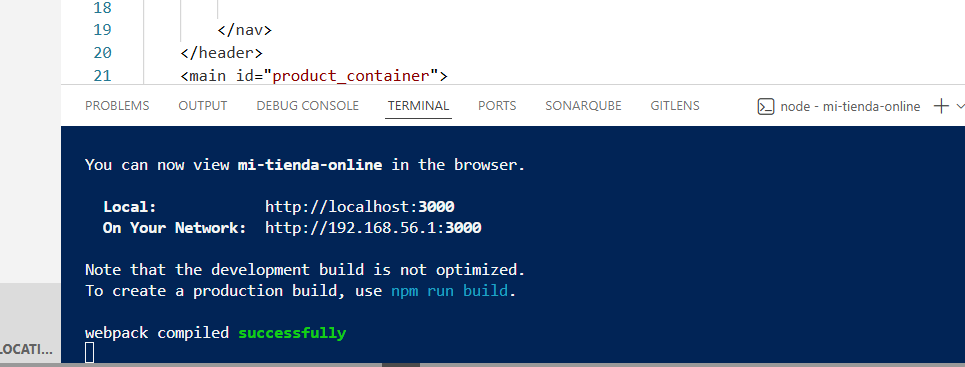 18
19 </nav>
20 </header>
21 <main id="product_container">
PROBLEMS OUTPUT DEBUG CONSOLE TERMINAL PORTS SONARQUBE GITLENS node - mi-tienda-online
You can now view mi-tienda-online in the browser.
Local: http://localhost:3000
On Your Network: http://192.168.56.1:3000
Note that the development build is not optimized.
To create a production build, use npm run build.
webpack compiled successfully
LOCATI...